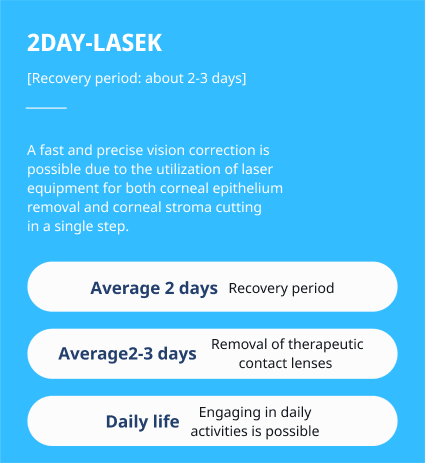 2DAY-LASEK
[Recovery period: about 2-3 days]
A fast and precise vision correction is
possible due to the utilization of laser
equipment for both corneal epithelium
removal and corneal stroma cutting
in a single step.
Average 2 days Recovery period
Average2-3 days Removal of therapeutic
contact lenses
Daily life Engaging in daily
activities is possible